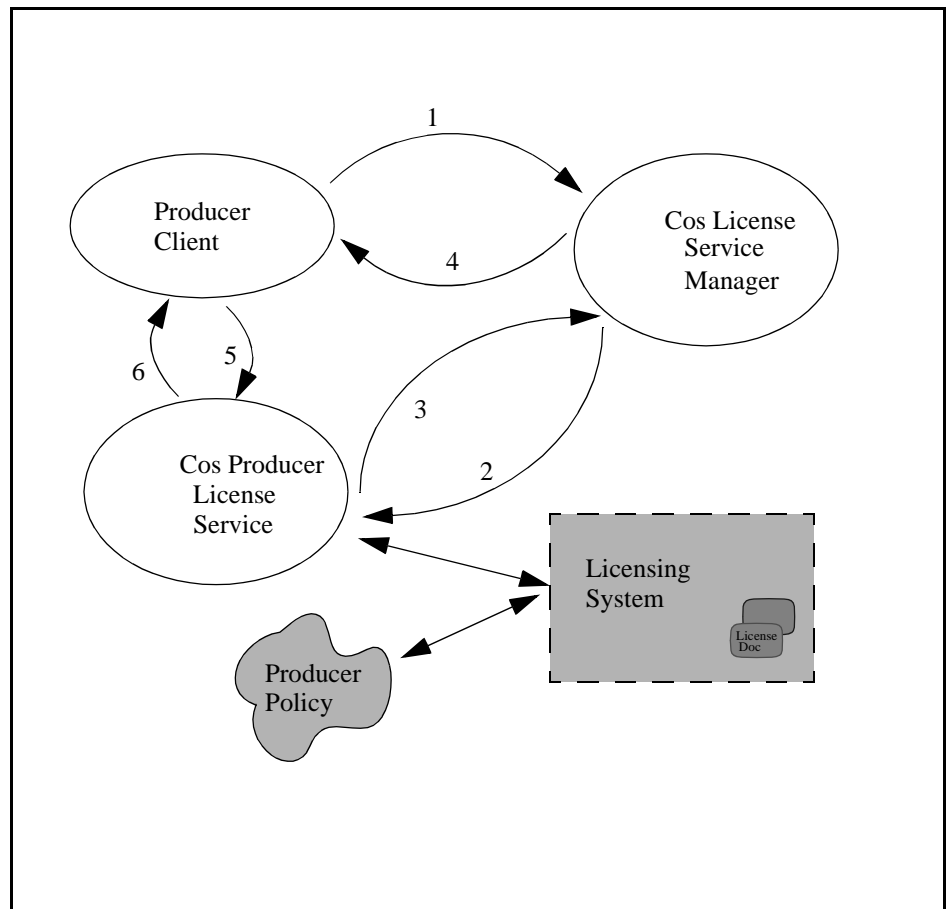 1
Producer
Client
Cos License
Service
Manager
4
6
5
3
2
Cos Producer
License
Service
Licensing
System
License
Doc
Producer
Policy